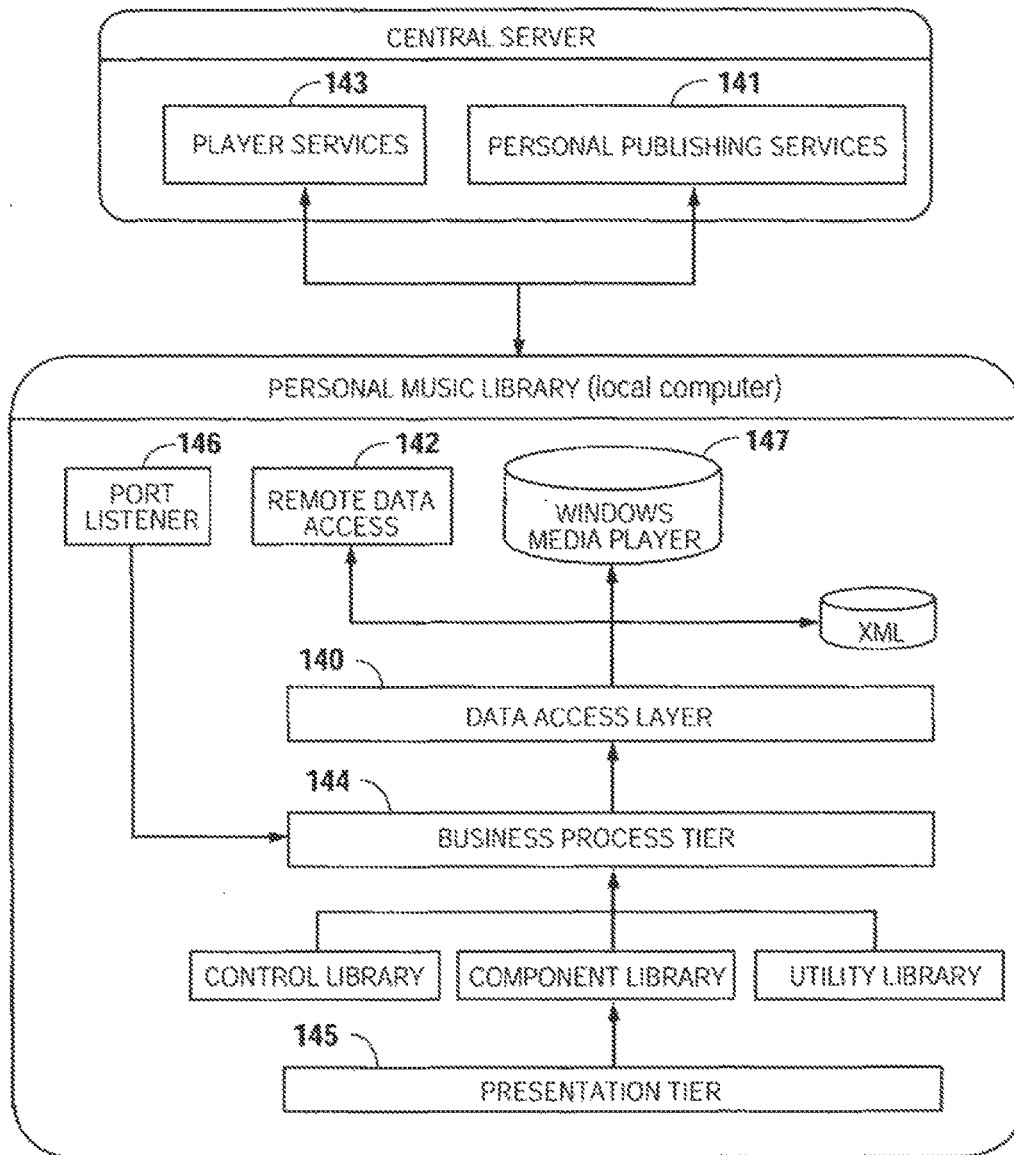 CENTRAL SERVER
143
141
PLAYER SERVICES
PERSONAL PUBLISHING SERVICES
PERSONAL MUSIC LIBRARY (local computer)
146
142
147
PORT
LISTENER
REMOTE DATA
ACCESS
WINDOWS
MEDIA PLAYER
XML
140
DATA ACCESS LAYER
144
BUSINESS PROCESS TIER
CONTROL LIBRARY
COMPONENT LIBRARY
UTILITY LIBRARY
145
PRESENTATION TIER